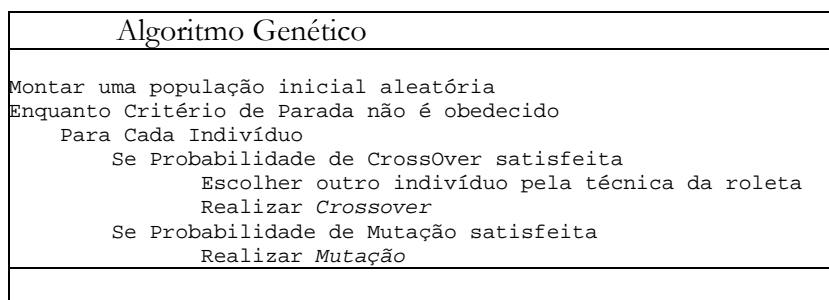 Algoritmo Genético
Montar uma população inicial aleatória
Enquanto Critério de Parada não é obedecido
Para Cada Indivíduo
Se Probabilidade de CrossOver satisfeita
Escolher outro indivíduo pela técnica da roleta
Realizar Crossover
Se Probabilidade de Mutação satisfeita
Realizar Mutação